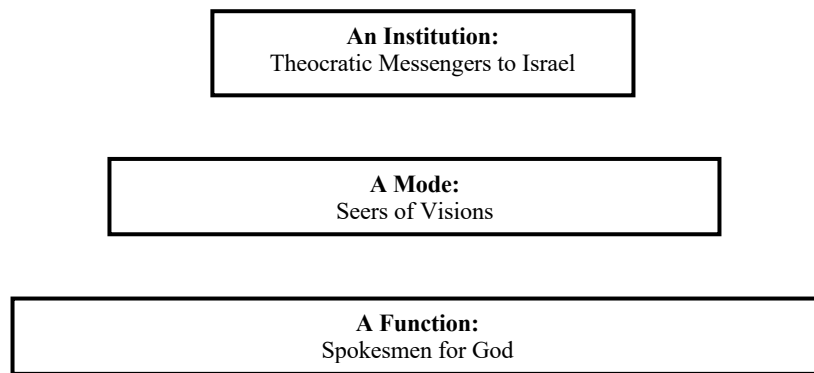 An Institution:
Theocratic Messengers to Israel
A Mode:
Seers of Visions
A Function:
Spokesmen for God